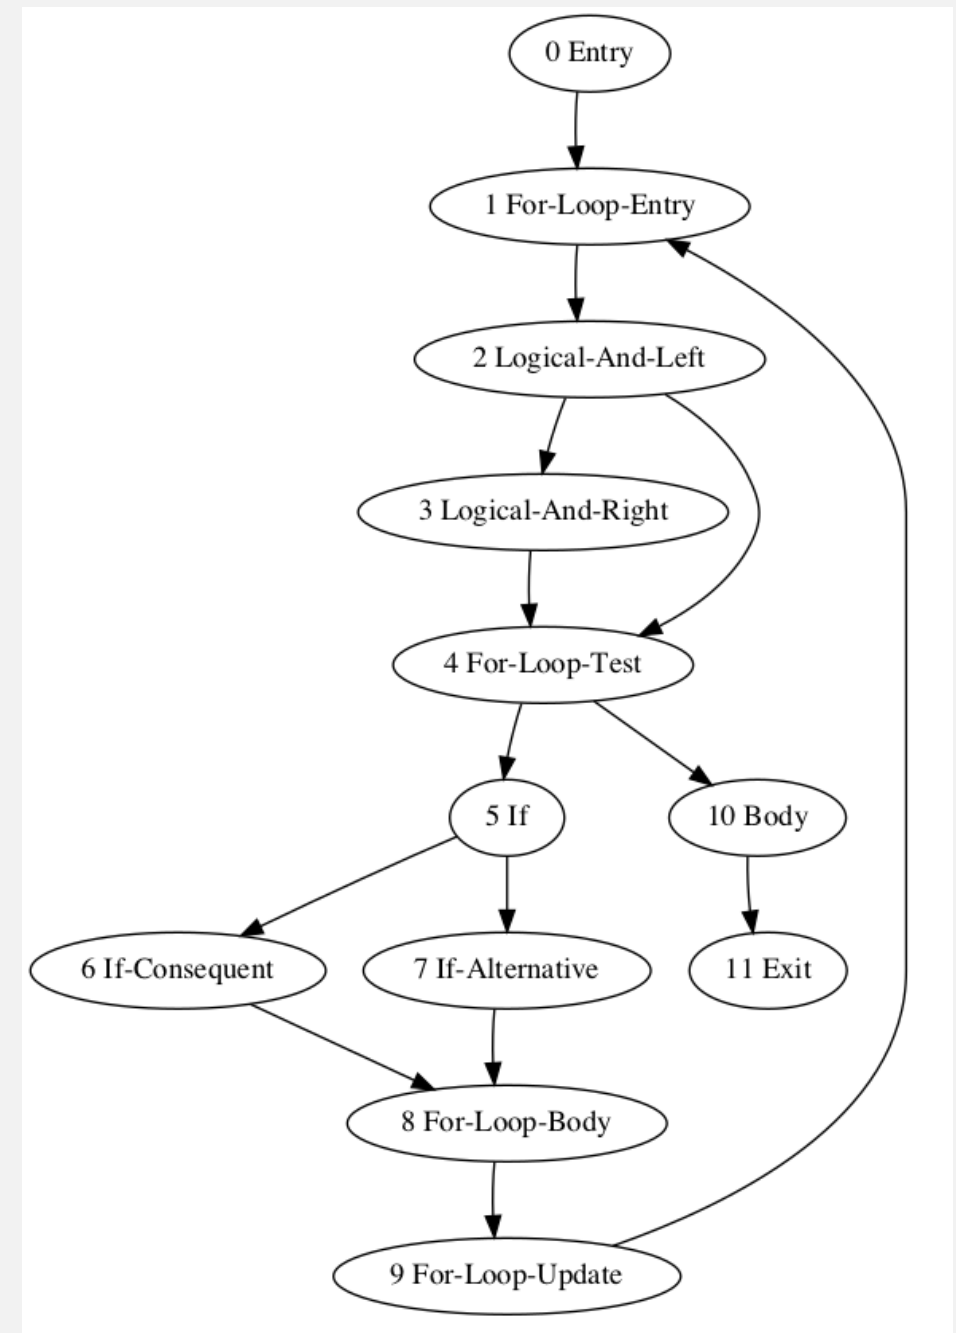 0 Entry
1 For-Loop-Entry
2 Logical-And-Left
3 Logical-And-Right
4 For-Loop-Test
5 If
10 Body
6 If-Consequent
7 If-Alternative
11 Exit
8 For-Loop-Body
9 For-Loop-Update